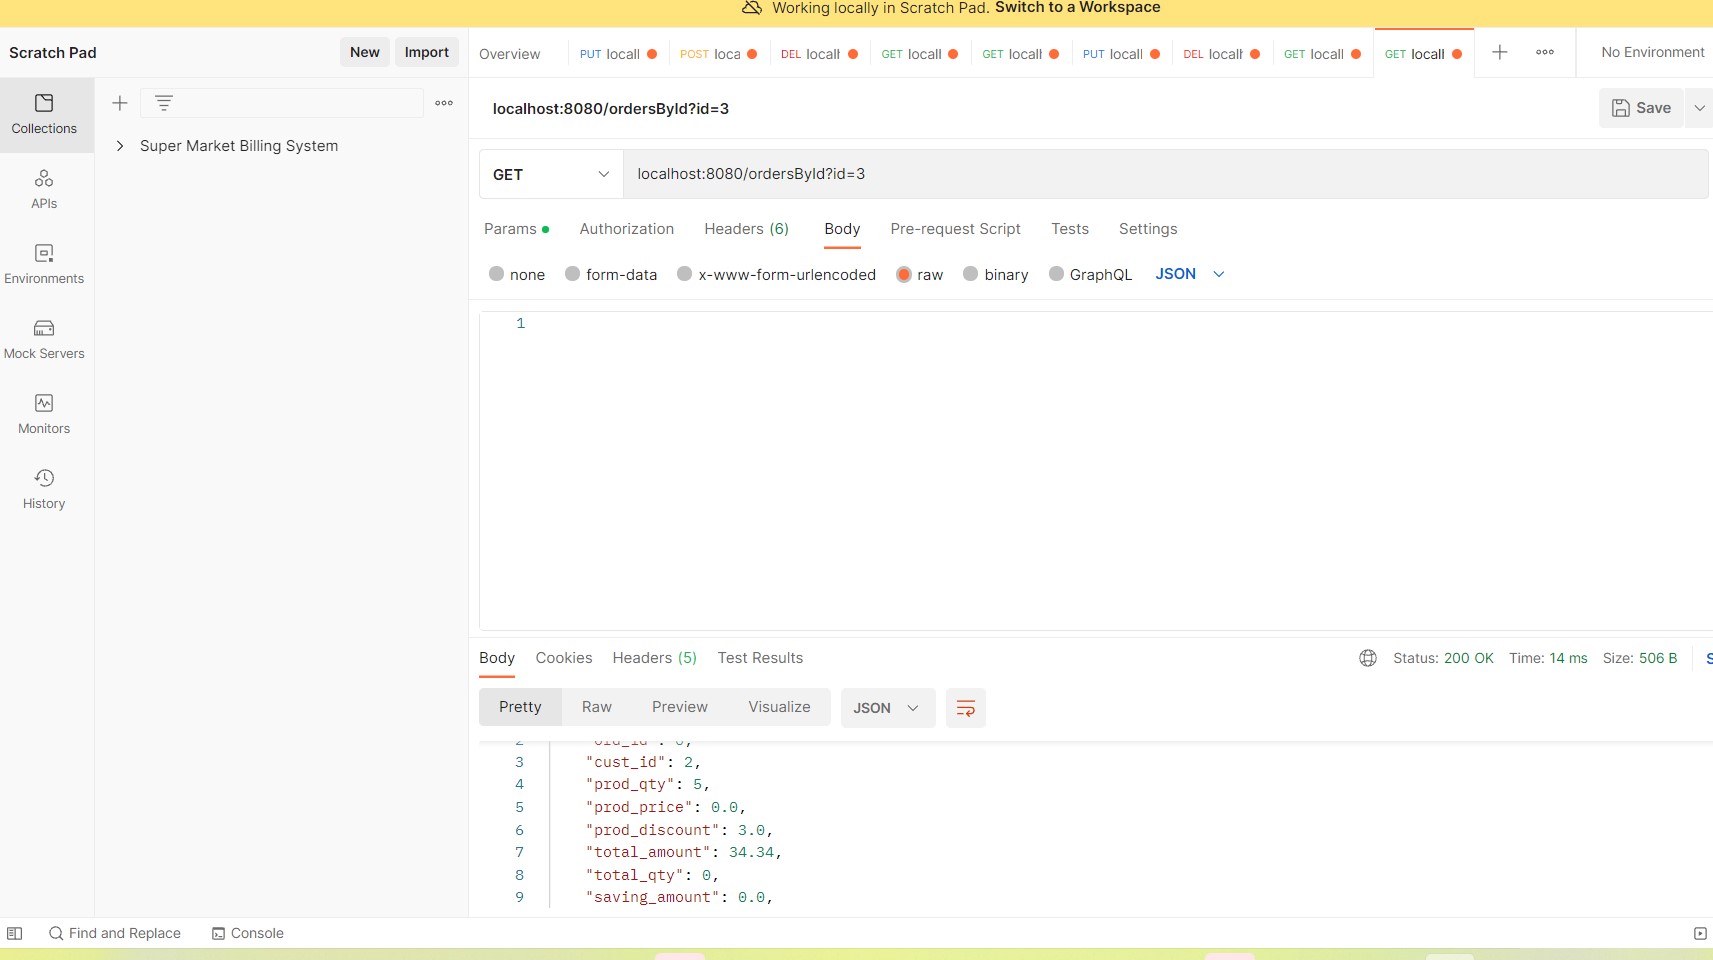 Working locally in Scratch Pad. Switch to a Workspace
Scratch Pad
New
Import
Overview
PUT locall
POST loca
DEL locall
GET locall
GET locall
PUT locall
DEL locall
GET locall
GET locall
No Environment
Collections
APIs
Environments
Mock Servers
Monitors
History
Super Market Billing System
localhost:8080/ordersById?id=3
Save
GET
localhost:8080/ordersById?id=3
Params
Authorization
Headers (6)
Body
Pre-request Script
Tests
Settings
none
form-data
x-www-form-urlencoded
raw
binary
GraphQL
JSON
1
Body
Cookies
Headers (5)
Test Results
Status: 200 OK
Time: 14 ms
Size: 506 B
Pretty
Raw
Preview
Visualize
JSON
3 "cust_id": 2,
4 "prod_qty": 5,
5 "prod_price": 0.0,
6 "prod_discount": 3.0,
7 "total_amount": 34.34,
8 "total_qty": 0,
9 "saving_amount": 0.0,
Find and Replace
Console